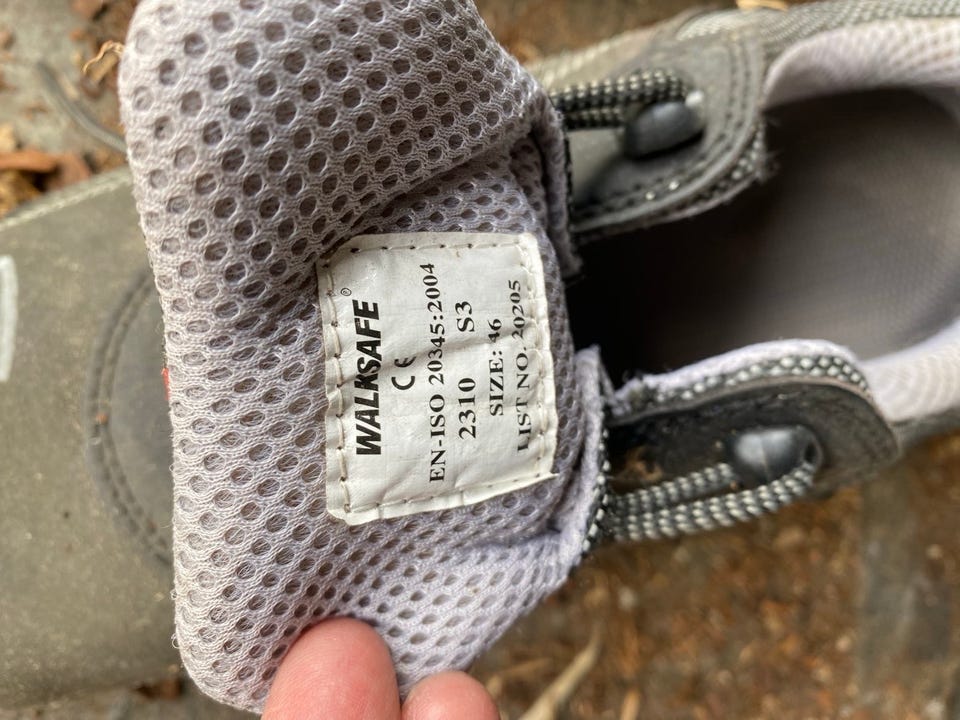 WALKSAFE®
CE
EN-ISO 20345:2004
2310 S3
SIZE: 46
LIST NO. 20205